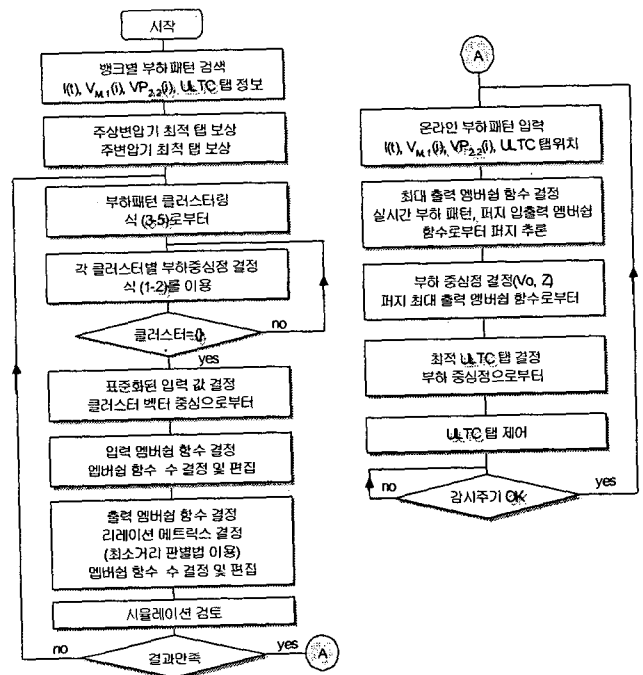 시작
뱅크별 부하패턴 검색
I(t), V_M,1(i), VP_2,2(i), ULTC 탭 정보
주상변압기 최적 탭 보상
주변압기 최적 탭 보상
부하패턴 클러스터링
식 (3-5)로부터
각 클러스터별 부하중심점 결정
식 (1-2)를 이용
클러스터={}
no
yes
표준화된 입력 값 결정
클러스터 벡터 중심으로부터
입력 멤버쉽 함수 결정
멤버쉽 함수 수 결정 및 편집
출력 멤버쉽 함수 결정
리레이션 메트릭스 결정
(최소거리 판별법 이용)
멤버쉽 함수 수 결정 및 편집
시뮬레이션 검토
no
결과만족
yes
A
A
온라인 부하패턴 입력
I(t), V_M,1(i), VP_2,2(i), ULTC 탭위치
최대 출력 멤버쉽 함수 결정
실시간 부하 패턴, 퍼지 입출력 멤버쉽
함수로부터 퍼지 추론
부하 중심점 결정(Vo, Z)
퍼지 최대 출력 멤버쉽 함수로부터
최적 ULTC 탭 결정
부하 중심점으로부터
ULTC 탭 제어
no
감시주기 OK
yes